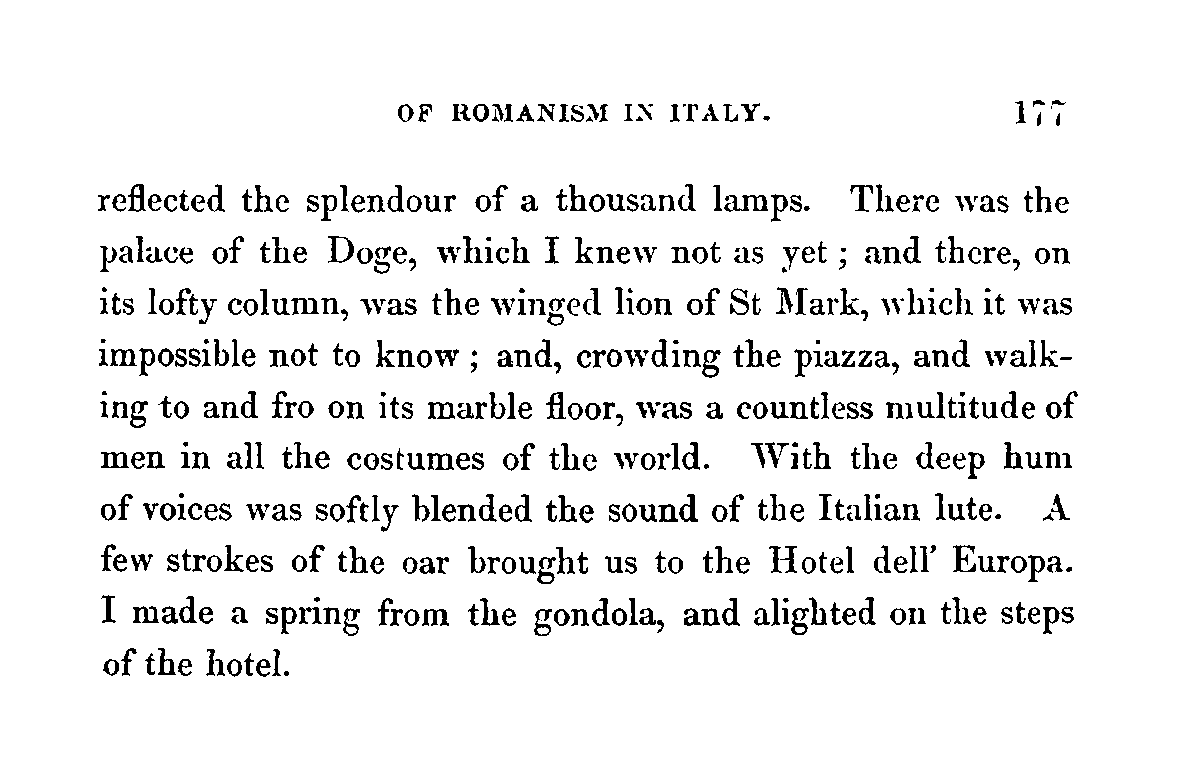 OF ROMANISM IN ITALY. 177
reflected the splendour of a thousand lamps. There was the
palace of the Doge, which I knew not as yet ; and there, on
its lofty column, was the winged lion of St Mark, which it was
impossible not to know ; and, crowding the piazza, and walk-
ing to and fro on its marble floor, was a countless multitude of
men in all the costumes of the world. With the deep hum
of voices was softly blended the sound of the Italian lute. A
few strokes of the oar brought us to the Hotel dell' Europa.
I made a spring from the gondola, and alighted on the steps
of the hotel.